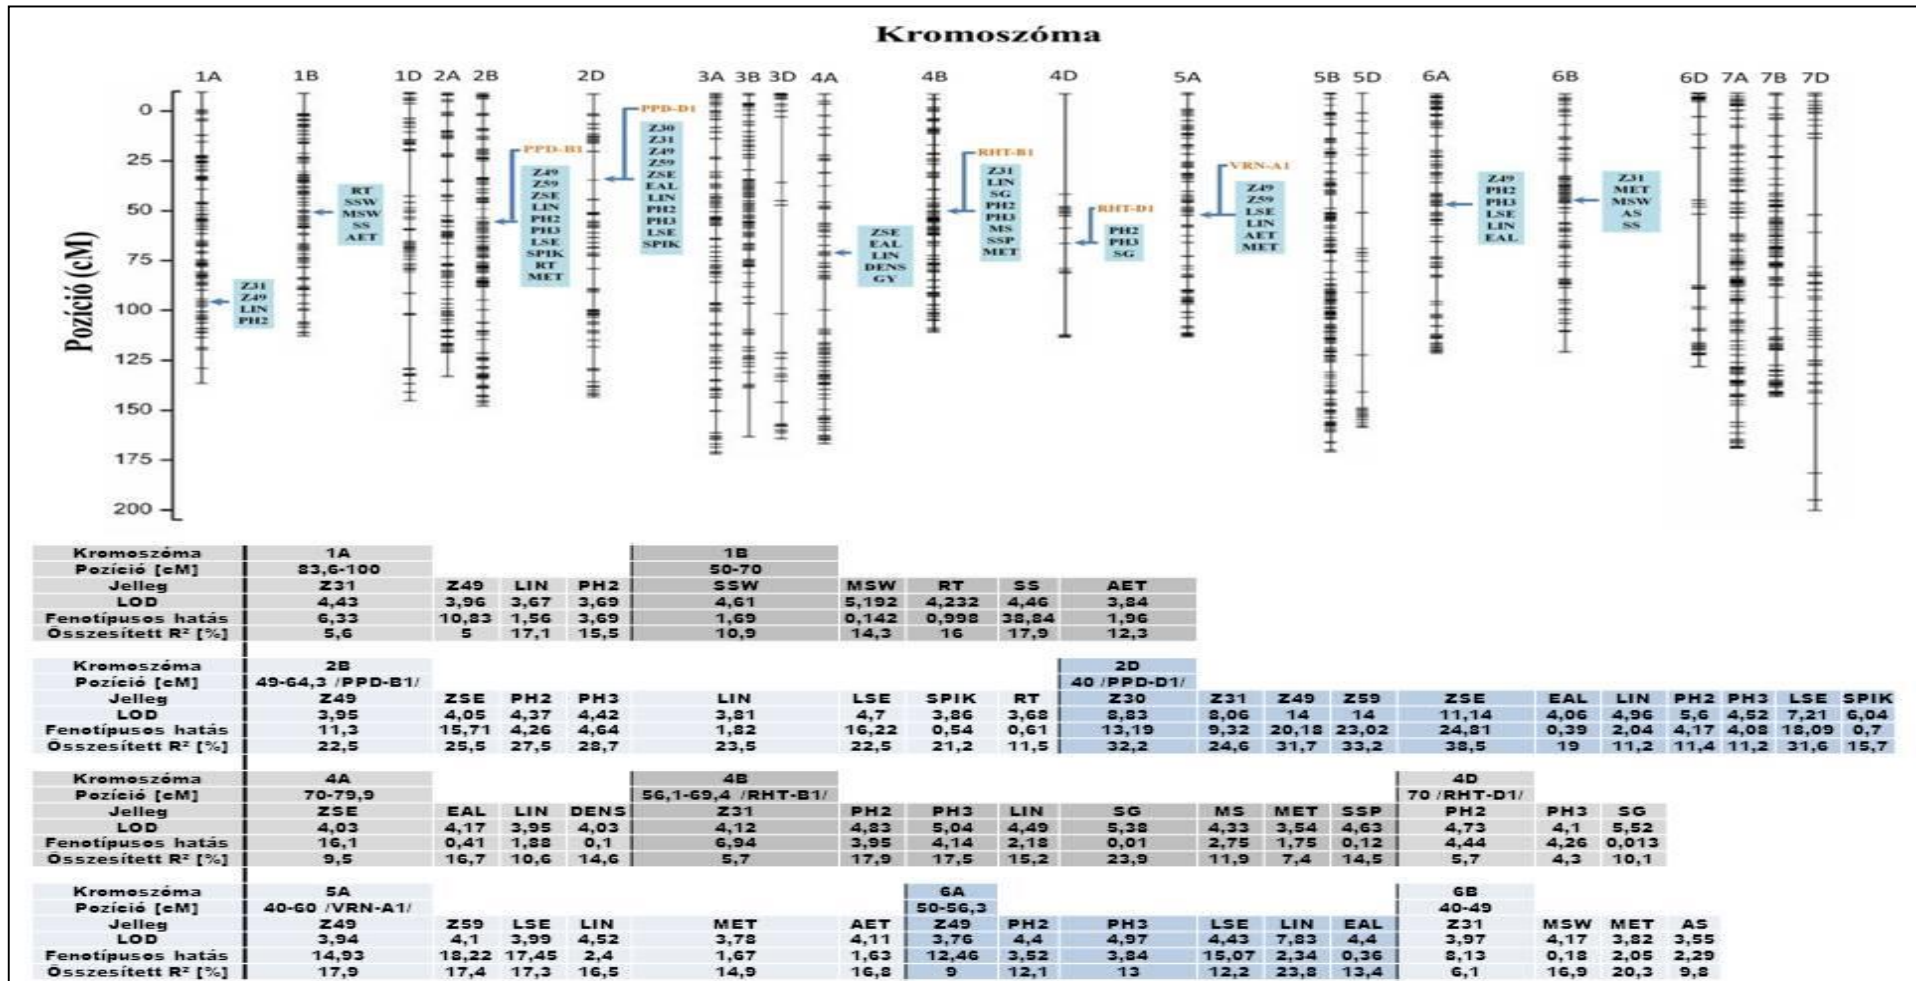 Kromoszóma
1A 1B 1D 2A 2B 2D 3A 3B 3D 4A 4B 4D 5A 5B 5D 6A 6B 6D 7A 7B 7D
Pozíció (cM)
0
25
50
75
100
125
150
175
200
Z31
Z49
LIN
PH2
RT
SSW
MSW
SS
AET
PPD-B1
Z49
Z59
ZSE
LIN
PH2
PH3
LSE
SPIK
RT
MET
PPD-D1
Z30
Z31
Z49
Z59
ZSE
EAL
LIN
PH2
PH3
LSE
SPIK
ZSE
EAL
LIN
DENS
GY
RHT-B1
Z31
LIN
SG
PH2
PH3
MS
SSP
MET
RHT-D1
PH2
PH3
SG
VRN-A1
Z49
Z59
LSE
LIN
AET
MET
Z49
PH2
PH3
LSE
LIN
EAL
Z31
MET
MSW
AS
SS
Kromoszóma 1A 1B
Pozíció [cM] 83,6-100 50-70
Jelleg Z31 Z49 LIN PH2 SSW MSW RT SS AET
LOD 4,43 3,96 3,67 3,69 4,61 5,192 4,232 4,46 3,84
Fenotípusos hatás 6,33 10,83 1,56 3,69 1,69 0,142 0,998 38,84 1,96
Összesített R² [%] 5,6 5 17,1 15,5 10,9 14,3 16 17,9 12,3
Kromoszóma 2B 2D
Pozíció [cM] 49-64,3 /PPD-B1/ 40 /PPD-D1/
Jelleg Z49 ZSE PH2 PH3 LIN LSE SPIK RT Z30 Z31 Z49 Z59 ZSE EAL LIN PH2 PH3 LSE SPIK
LOD 3,95 4,05 4,37 4,42 3,81 4,7 3,86 3,68 8,83 8,06 14 14 11,14 4,06 4,96 5,6 4,52 7,21 6,04
Fenotípusos hatás 11,3 15,71 4,26 4,64 1,82 16,22 0,54 0,61 13,19 9,32 20,18 23,02 24,81 0,39 2,04 4,17 4,08 18,09 0,7
Összesített R² [%] 22,5 25,5 27,5 28,7 23,5 22,5 21,2 11,5 32,2 24,6 31,7 33,2 38,5 19 11,2 11,4 11,2 31,6 15,7
Kromoszóma 4A 4B 4D
Pozíció [cM] 70-79,9 56,1-69,4 /RHT-B1/ 70 /RHT-D1/
Jelleg ZSE EAL LIN DENS Z31 PH2 PH3 LIN SG MS MET SSP PH2 PH3 SG
LOD 4,03 4,17 3,95 4,03 4,12 4,83 5,04 4,49 5,38 4,33 3,54 4,63 4,73 4,1 5,52
Fenotípusos hatás 16,1 0,41 1,88 0,1 6,94 3,95 4,14 2,18 0,01 2,75 1,75 0,12 4,44 4,26 0,013
Összesített R² [%] 9,5 16,7 10,6 14,6 5,7 17,9 17,5 15,2 23,9 11,9 7,4 14,5 5,7 4,3 10,1
Kromoszóma 5A 6A 6B
Pozíció [cM] 40-60 /VRN-A1/ 50-56,3 40-49
Jelleg Z49 Z59 LSE LIN MET AET Z49 PH2 PH3 LSE LIN EAL Z31 MSW MET AS
LOD 3,94 4,1 3,99 4,52 3,78 4,11 3,76 4,4 4,97 4,43 7,83 4,4 3,97 4,17 3,82 3,55
Fenotípusos hatás 14,93 18,22 17,45 2,4 1,67 1,63 12,46 3,52 3,84 15,07 2,34 0,36 8,13 0,18 2,05 2,29
Összesített R² [%] 17,9 17,4 17,3 16,5 14,9 16,8 9 12,1 13 12,2 23,8 13,4 6,1 16,9 20,3 9,8